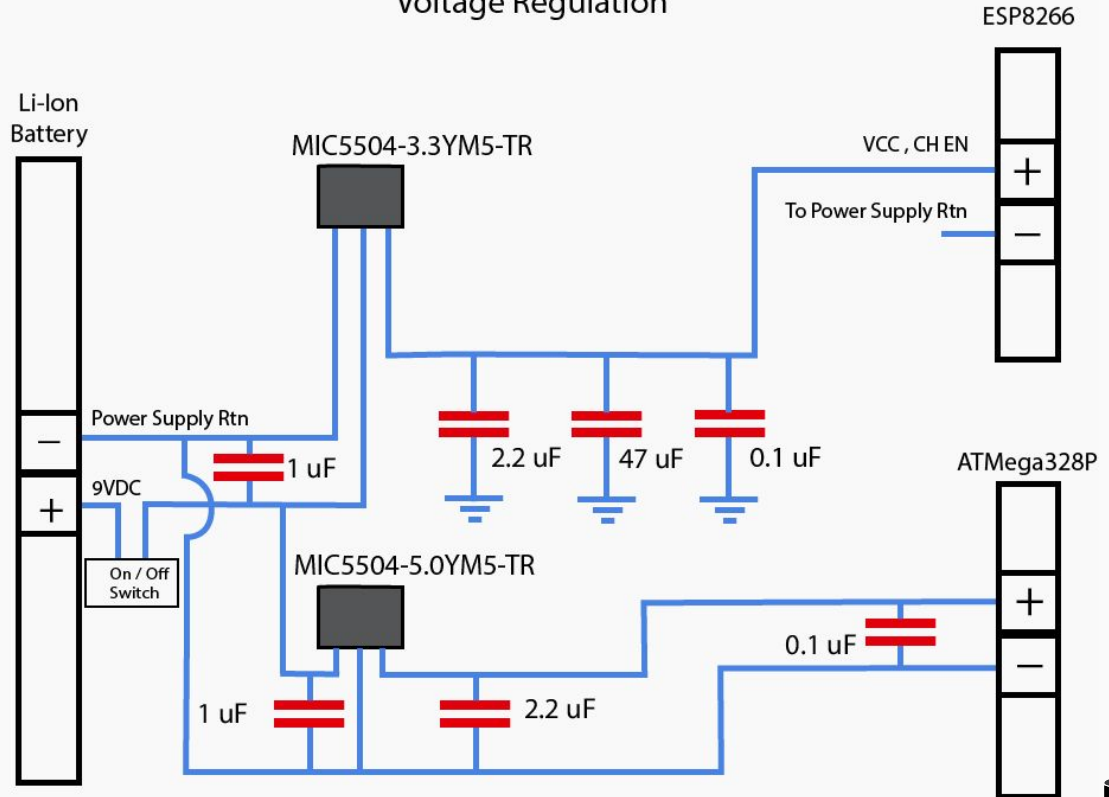 Voltage Regulation
ESP8266
Li-Ion
Battery
MIC5504-3.3YM5-TR
VCC , CH EN
+
To Power Supply Rtn
−
Power Supply Rtn
−
1 uF
2.2 uF
47 uF
0.1 uF
ATMega328P
9VDC
+
On / Off
Switch
MIC5504-5.0YM5-TR
+
0.1 uF
−
1 uF
2.2 uF